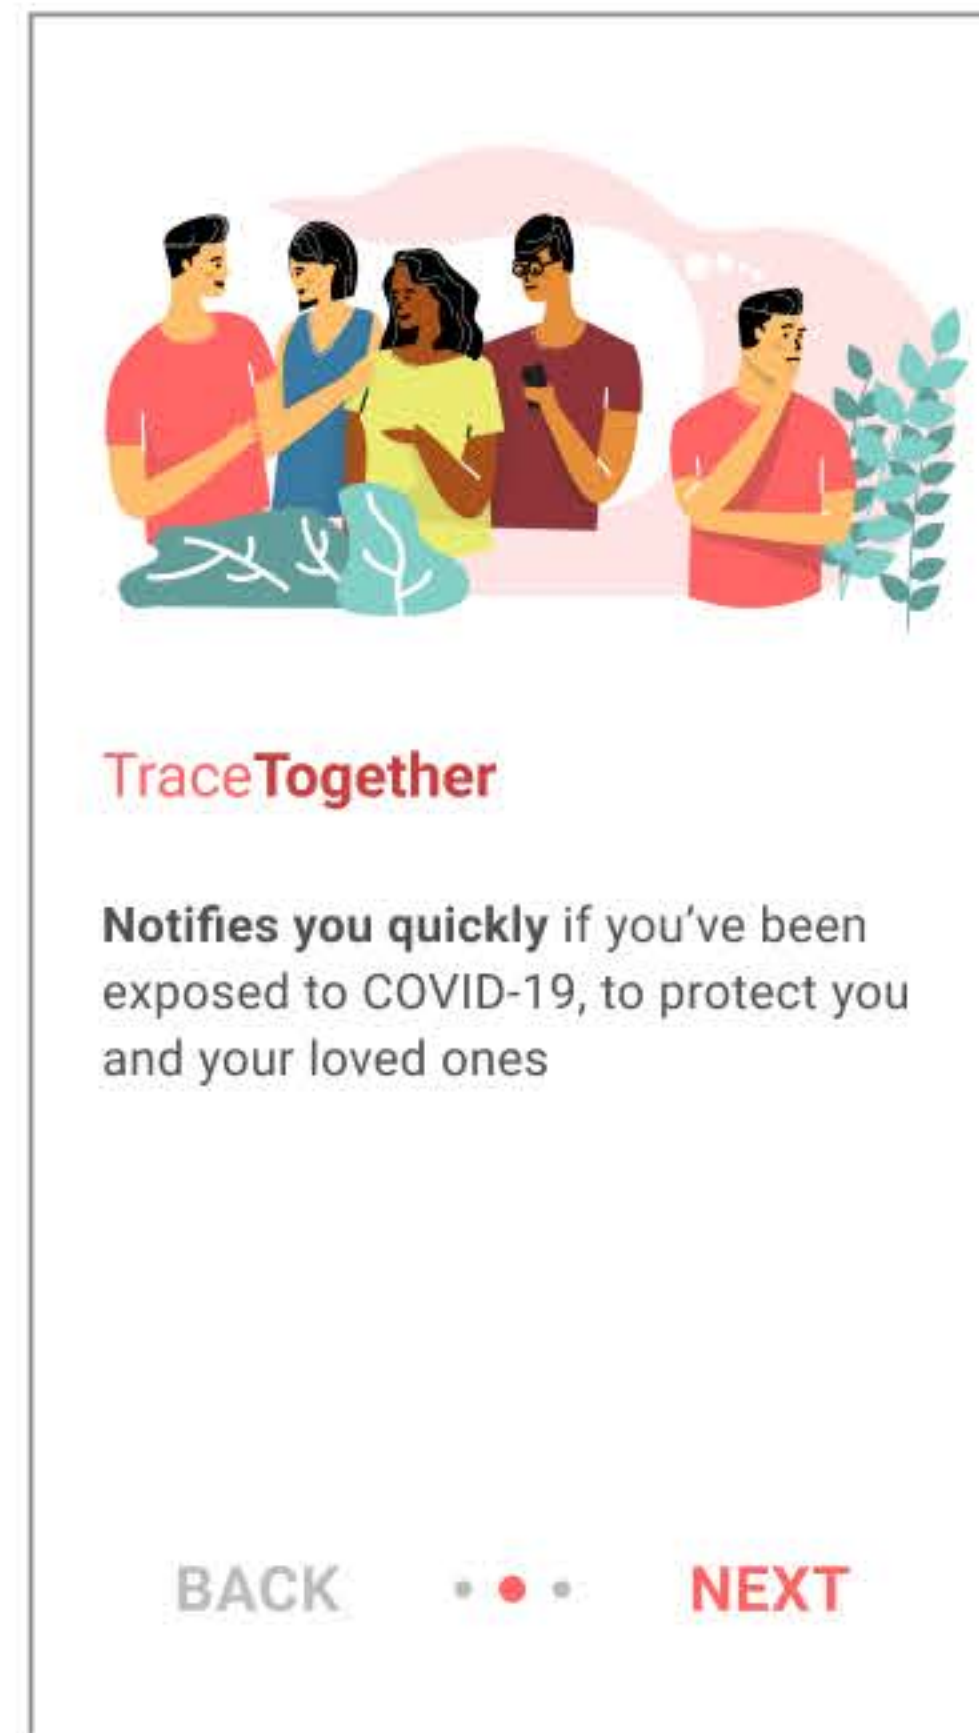 TraceTogether
Notifies you quickly if you’ve been
exposed to COVID-19, to protect you
and your loved ones
BACK
NEXT